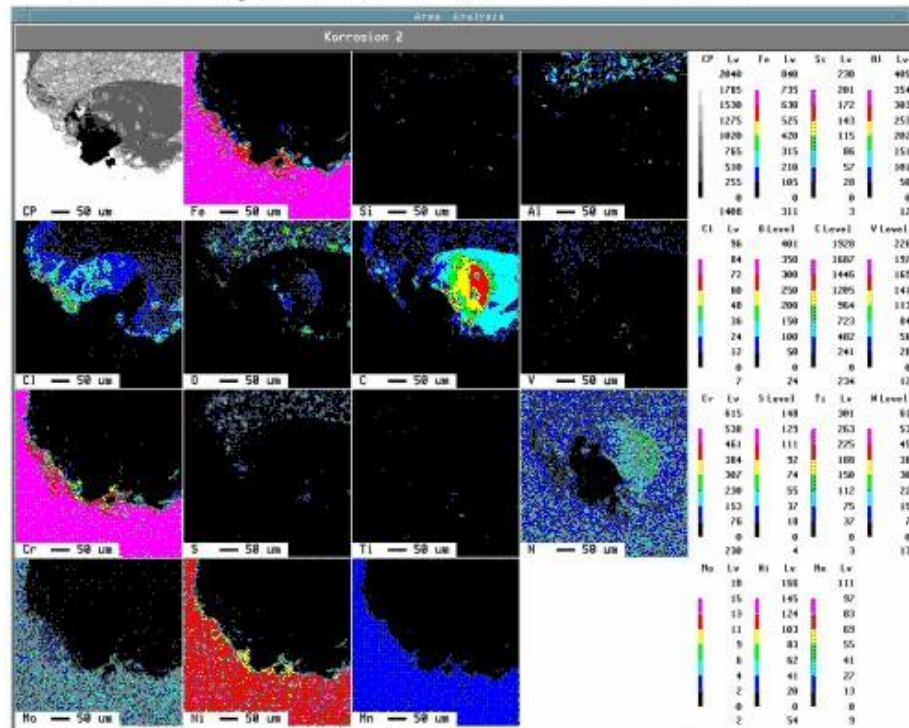 Area Analysis
Korrosion 2
CP 50 um
Fe 50 um
Si 50 um
Al 50 um
Cl 50 um
O 50 um
C 50 um
V 50 um
Cr 50 um
S 50 um
Ti 50 um
N 50 um
Mo 50 um
Ni 50 um
Mn 50 um
CP Lv Fe Lv Si Lv Al Lv
2040 840 230
1785 735 201
1530 630 172
1275 525 143
1020 420 115
765 315 86
510 210 57
255 105 28
0 0 0 0
1408 311 3
Cl Lv O Level C Level V Level
96 401 1928
84 350 1687
72 300 1446
60 250 1205
48 200 964
36 150 723
24 100 482
12 50 241
0 0 0 0
7 24 234
Cr Lv S Level Ti Lv N Level
615 148 301
538 129 263
461 111 225
384 92 188
307 74 150
230 55 112
153 37 75
76 18 37
0 0 0 0
230 4 3
Mo Lv Ni Lv Mn Lv
18 166 111
15 145 97
13 124 83
11 103 69
9 83 55
6 62 41
4 41 27
2 20 13
0 0 0
54